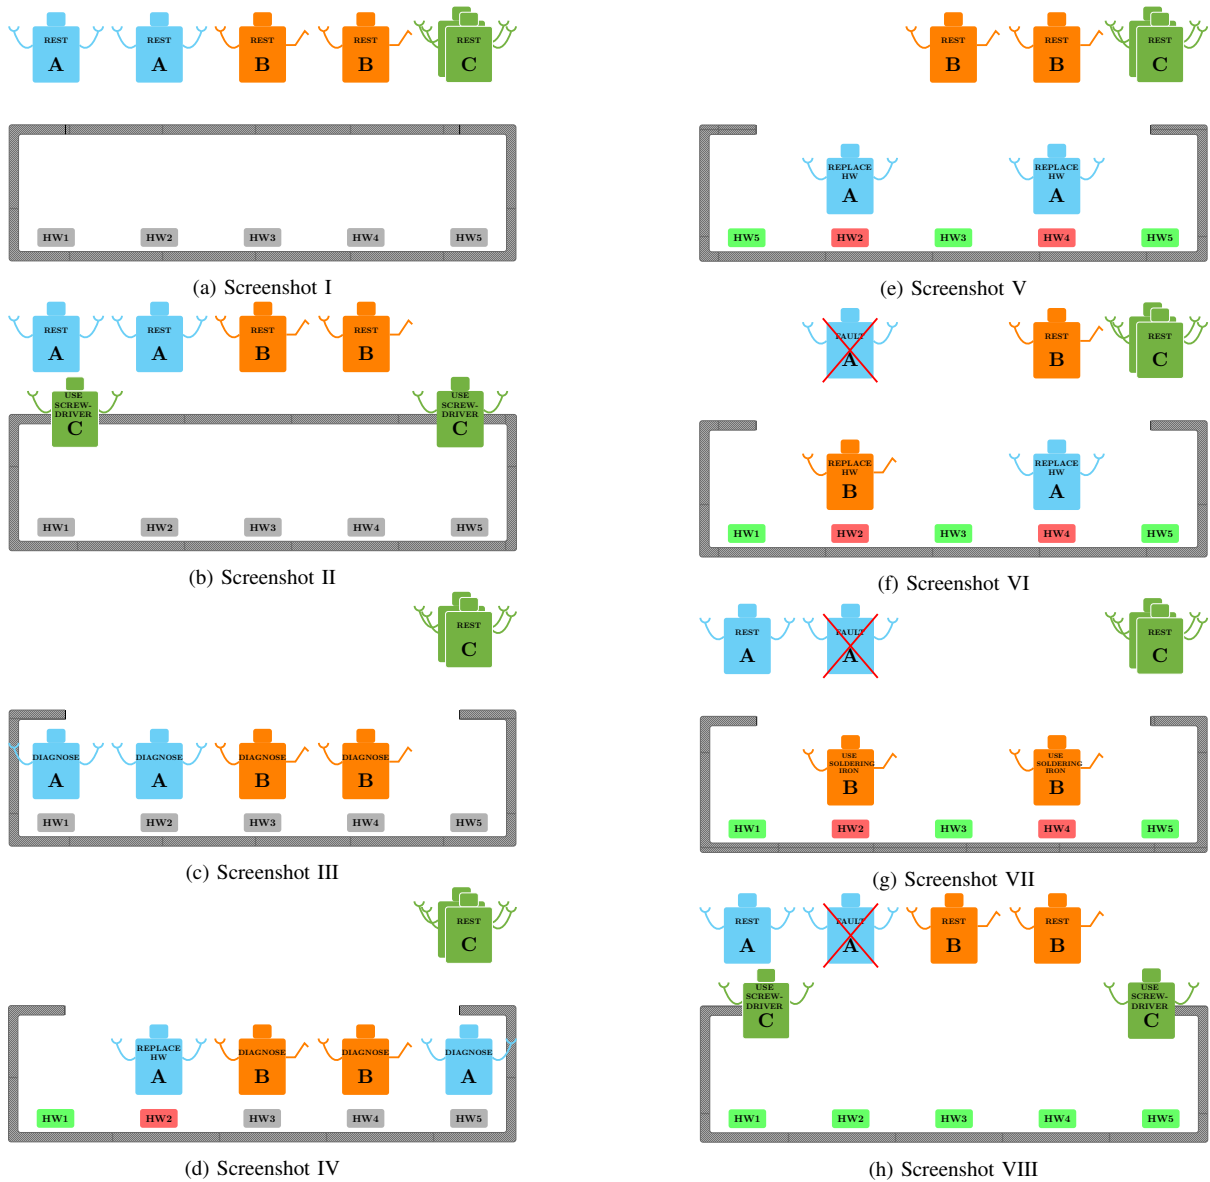 REST
A
REST
A
REST
B
REST
B
REST
C
HW1
HW2
HW3
HW4
HW5
(a) Screenshot I
REST
A
REST
A
REST
B
REST
B
USE
SCREW-
DRIVER
C
USE
SCREW-
DRIVER
C
HW1
HW2
HW3
HW4
HW5
(b) Screenshot II
REST
C
DIAGNOSE
A
DIAGNOSE
A
DIAGNOSE
B
DIAGNOSE
B
HW1
HW2
HW3
HW4
HW5
(c) Screenshot III
REST
C
REPLACE
HW
A
DIAGNOSE
B
DIAGNOSE
B
DIAGNOSE
A
HW1
HW2
HW3
HW4
HW5
(d) Screenshot IV
REST
B
REST
B
REST
C
REPLACE
HW
A
REPLACE
HW
A
HW5
HW2
HW3
HW4
HW5
(e) Screenshot V
FAULT
A
REST
B
REST
C
REPLACE
HW
B
REPLACE
HW
A
HW1
HW2
HW3
HW4
HW5
(f) Screenshot VI
REST
A
FAULT
A
REST
C
USE
SOLDERING
IRON
B
USE
SOLDERING
IRON
B
HW1
HW2
HW3
HW4
HW5
(g) Screenshot VII
REST
A
FAULT
A
REST
B
REST
B
USE
SCREW-
DRIVER
C
USE
SCREW-
DRIVER
C
HW1
HW2
HW3
HW4
HW5
(h) Screenshot VIII